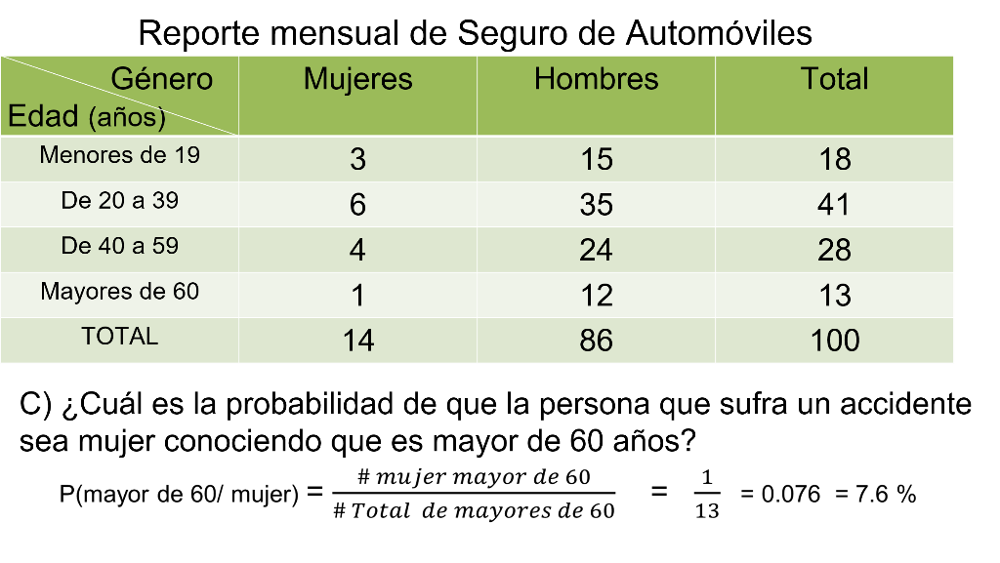 Reporte mensual de Seguro de Automóviles
Género Mujeres Hombres Total
Edad (años)
Menores de 19 3 15 18
De 20 a 39 6 35 41
De 40 a 59 4 24 28
Mayores de 60 1 12 13
TOTAL 14 86 100
C) ¿Cuál es la probabilidad de que la persona que sufra un accidente
sea mujer conociendo que es mayor de 60 años?
P(mayor de 60/ mujer) = # mujer mayor de 60 / # Total de mayores de 60 = 1/13 = 0.076 = 7.6 %